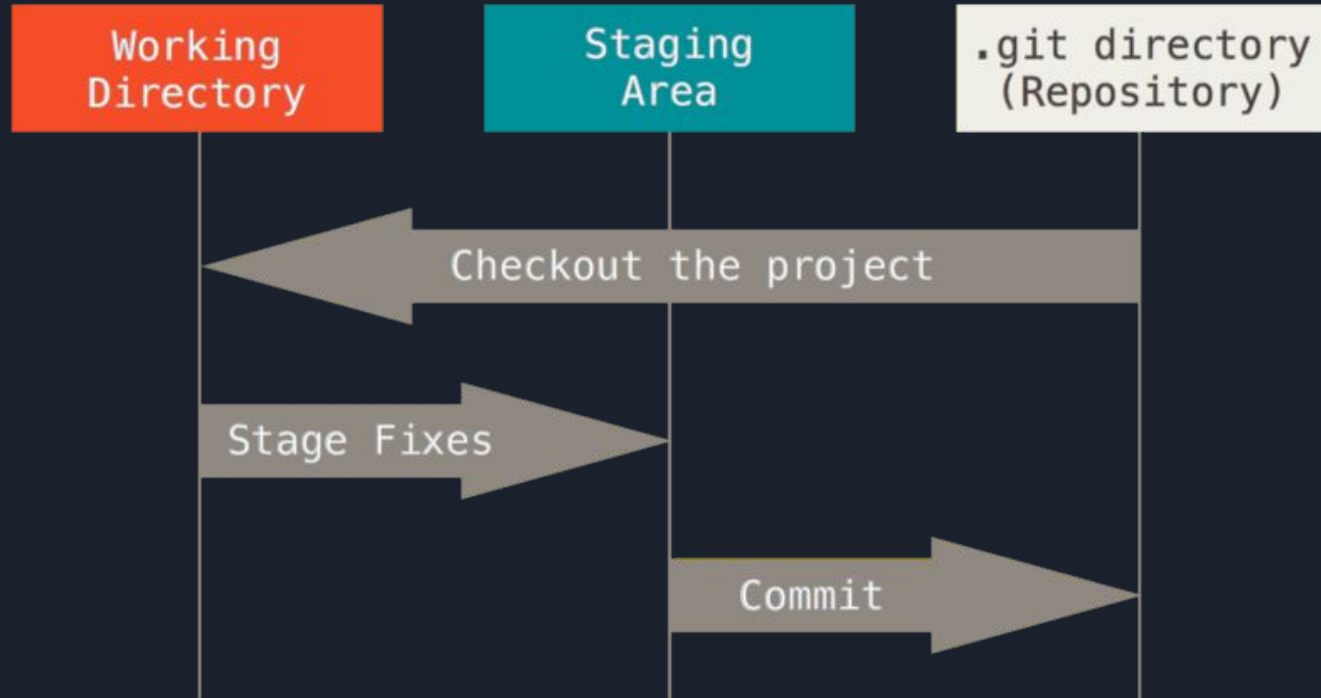 Working
Directory
Staging
Area
.git directory
(Repository)
Checkout the project
Stage Fixes
Commit